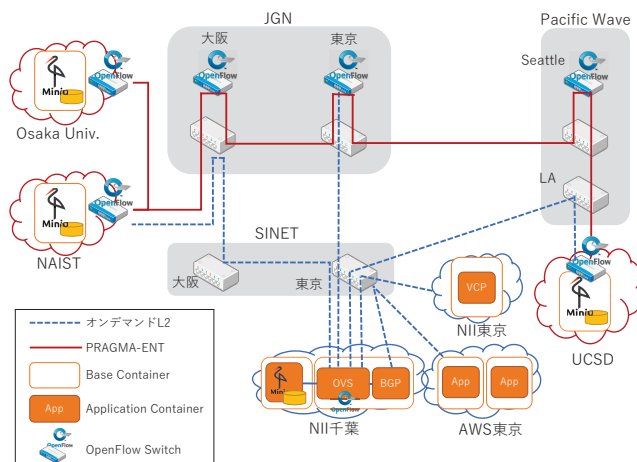 JGN
Pacific Wave
大阪
東京
OpenFlow
OpenFlow
Seattle
OpenFlow
OpenFlow
Minio
Osaka Univ.
LA
OpenFlow
Minio
NAIST
SINET
大阪
東京
OpenFlow
VCP
NII東京
Minio
UCSD
オンデマンドL2
PRAGMA-ENT
Base Container
App
Application Container
OpenFlow Switch
OpenFlow
Minio
OVS
BGP
OpenFlow
NII千葉
App
App
AWS東京